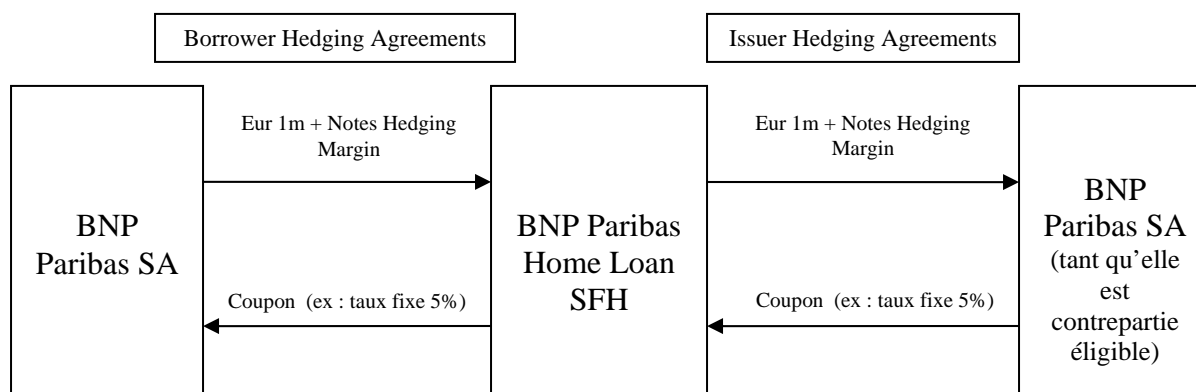 Borrower Hedging Agreements
Issuer Hedging Agreements
BNP
Paribas SA
Eur 1m + Notes Hedging
Margin
Coupon (ex : taux fixe 5%)
BNP Paribas
Home Loan
SFH
Eur 1m + Notes Hedging
Margin
Coupon (ex : taux fixe 5%)
BNP
Paribas SA
(tant qu’elle
est
contrepartie
éligible)